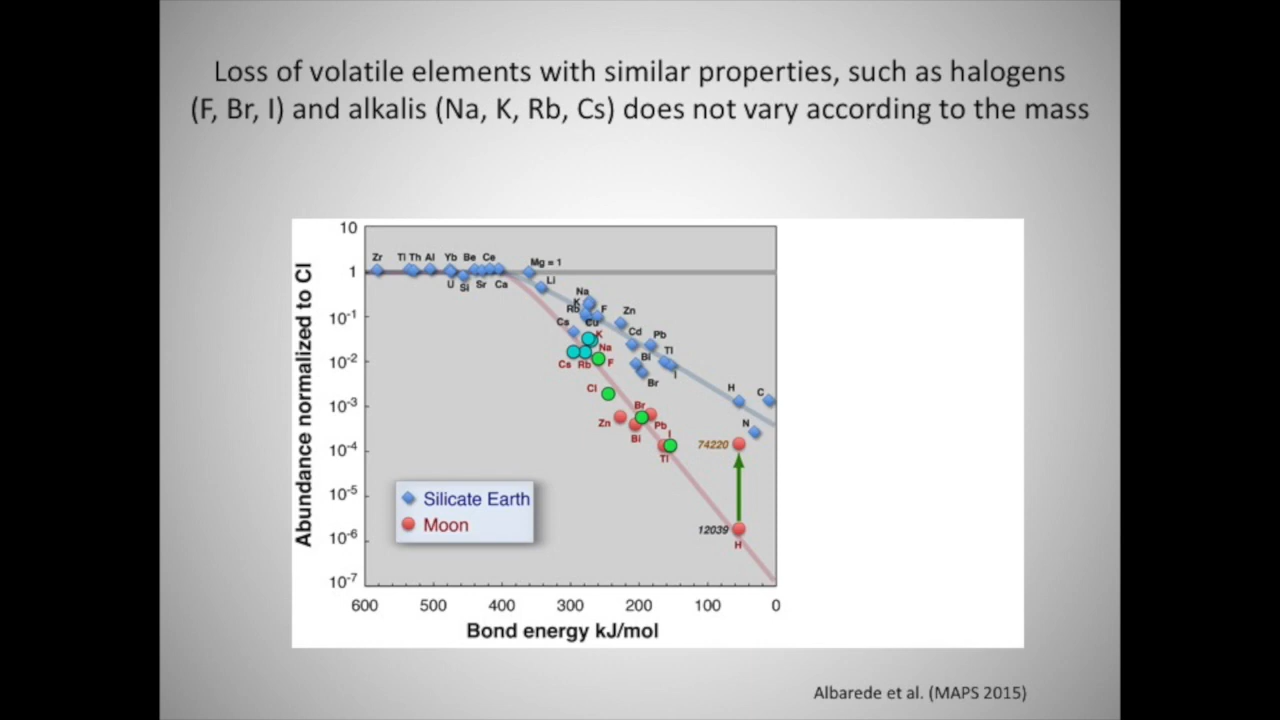 Loss of volatile elements with similar properties, such as halogens
(F, Br, I) and alkalis (Na, K, Rb, Cs) does not vary according to the mass
Abundance normalized to CI
10
1
10-1
10-2
10-3
10-4
10-5
10-6
10-7
Zr Ti Th Al Yb Be Ce
U Si Sr Ca
Mg = 1
Li
Na
K
Rb
F
Zn
Cs
Cu
Cd
Pb
K
Na
Cs Rb F
Bi
Tl
I
Br
Cl
H
C
Br
Zn
Pb
N
Bi
I
Tl
74220
12039
H
Silicate Earth
Moon
600 500 400 300 200 100 0
Bond energy kJ/mol
Albarede et al. (MAPS 2015)